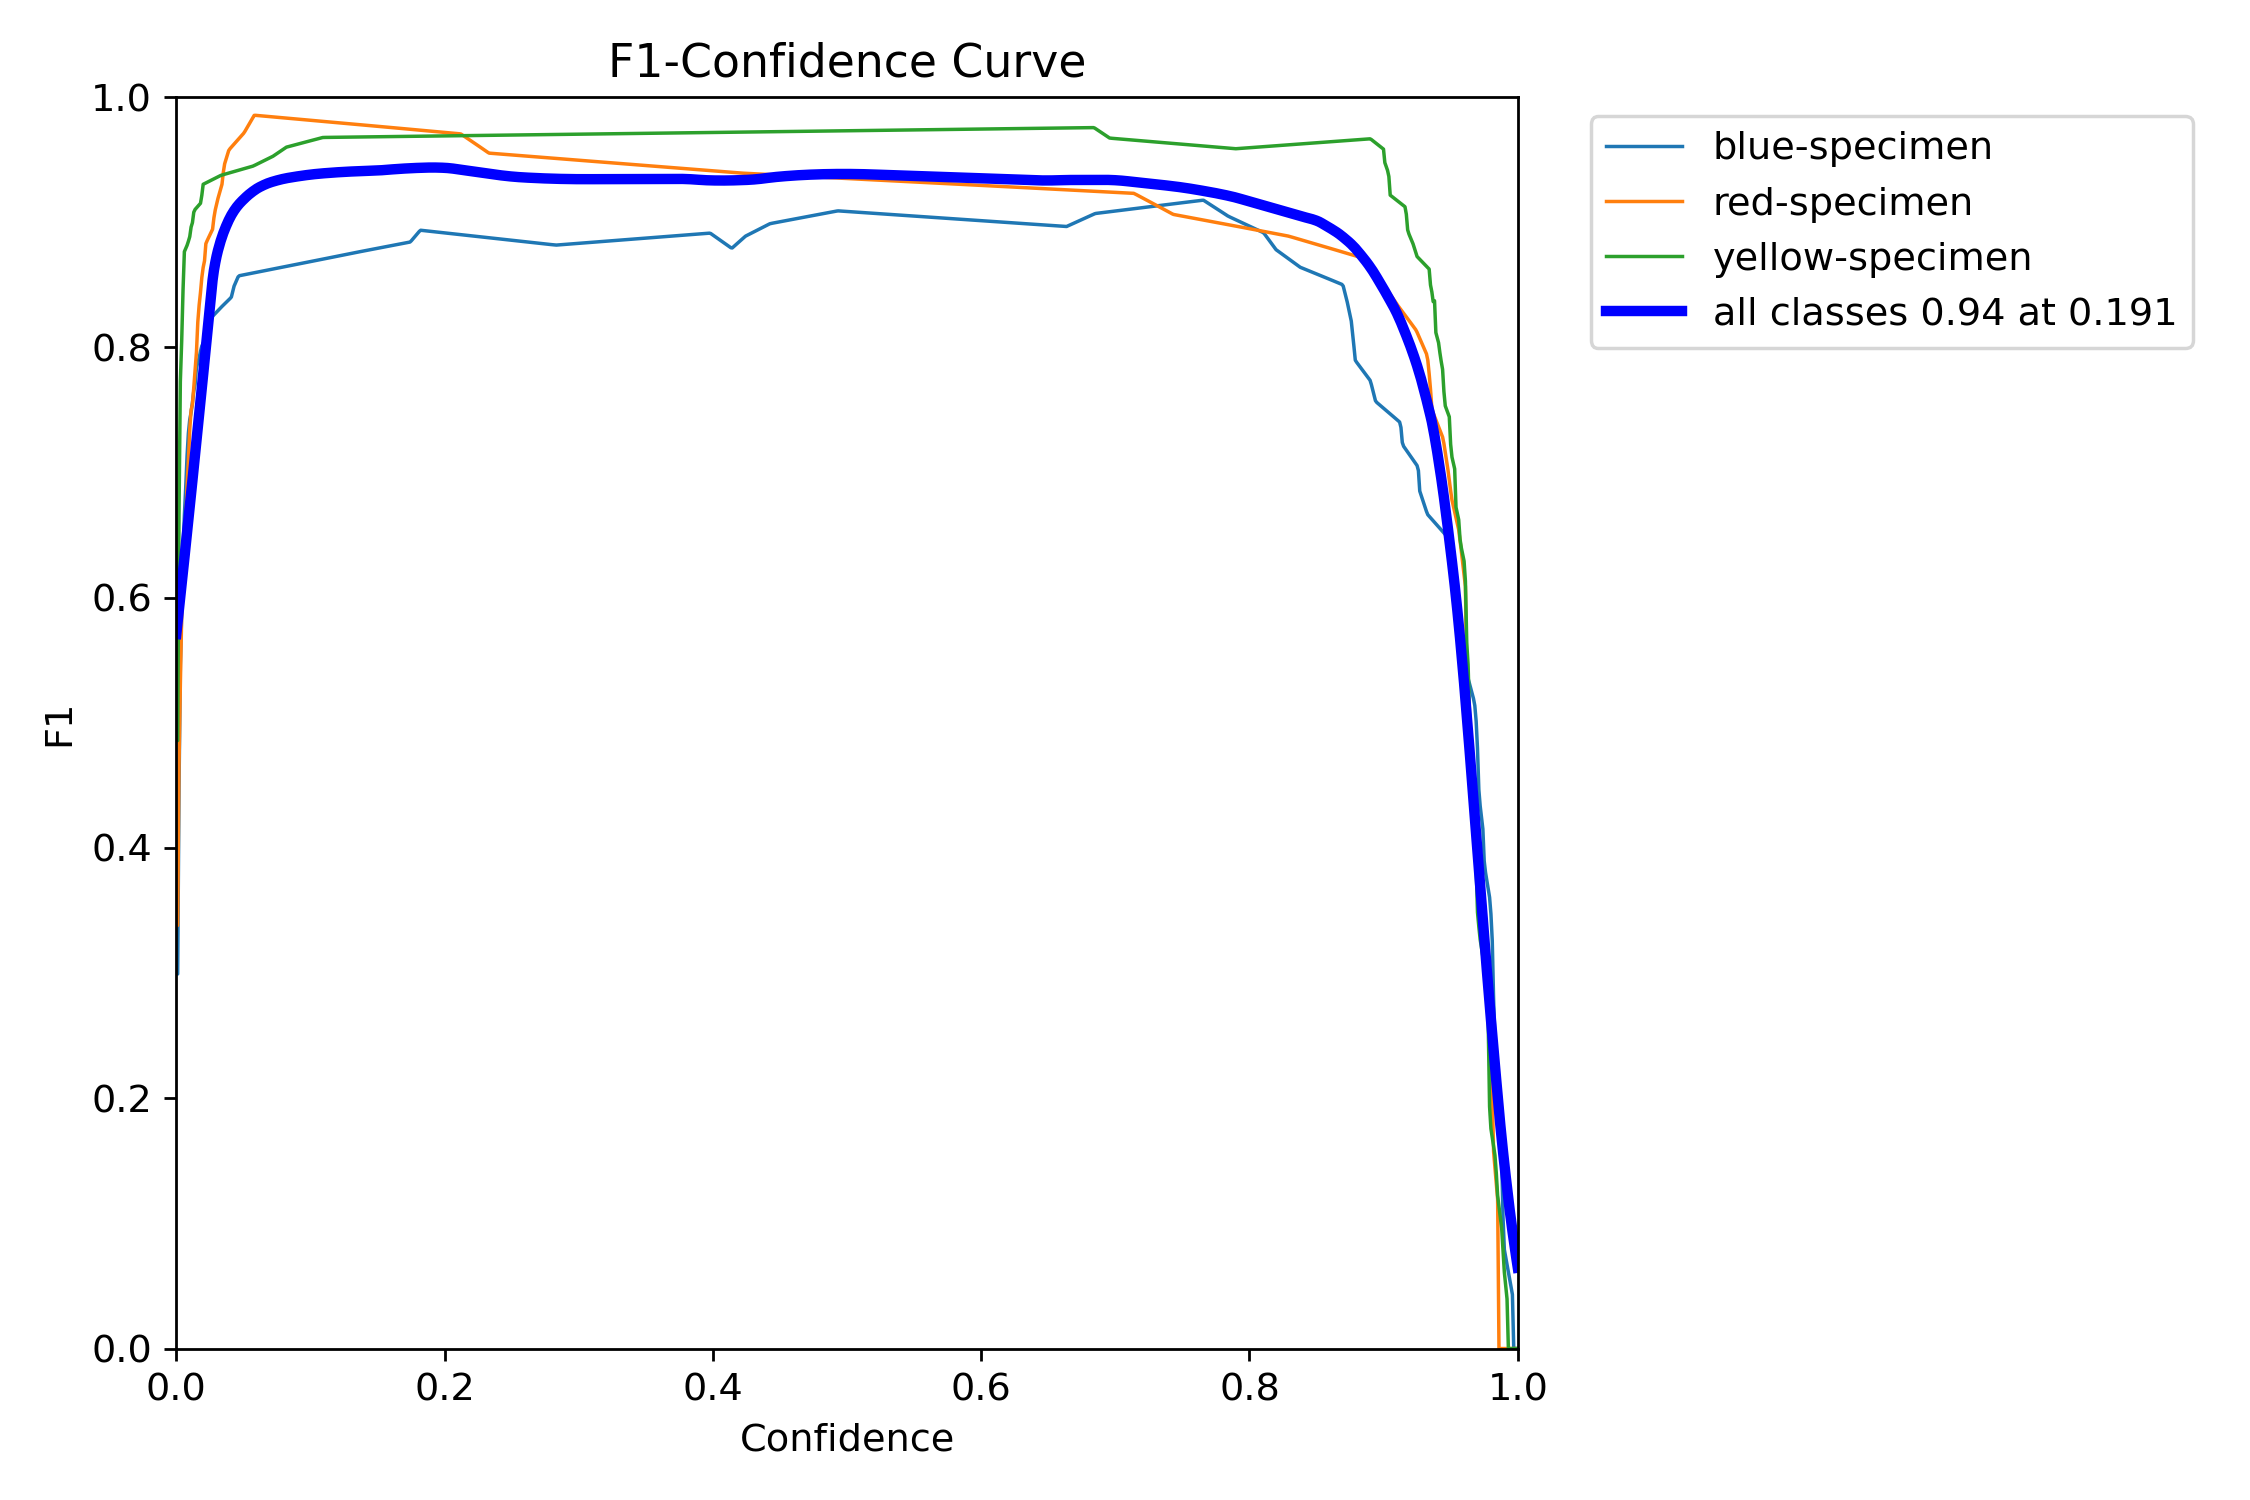 F1-Confidence Curve
1.0
0.8
0.6
0.4
0.2
0.0
F1
0.0 0.2 0.4 0.6 0.8 1.0
Confidence
blue-specimen
red-specimen
yellow-specimen
all classes 0.94 at 0.191